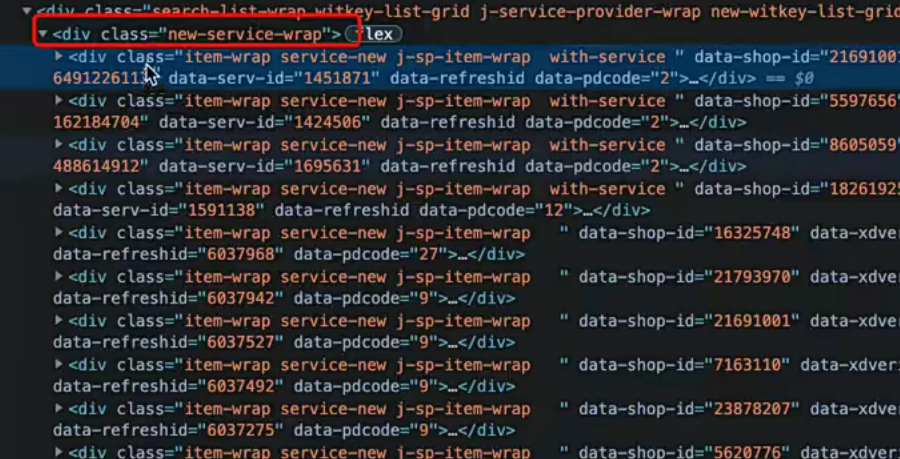 <div class="search-list-wrap witkey-list-grid j-service-provider-wrap new-witkey-list-grid
<div class="new-service-wrap"> flex
<div class="item-wrap service-new j-sp-item-wrap with-service " data-shop-id="21691001
6491226113" data-serv-id="1451871" data-refreshid data-pdcode="2">…</div> == $0
<div class="item-wrap service-new j-sp-item-wrap with-service " data-shop-id="5597656
162184704" data-serv-id="1424506" data-refreshid data-pdcode="2">…</div>
<div class="item-wrap service-new j-sp-item-wrap with-service " data-shop-id="8605059
488614912" data-serv-id="1695631" data-refreshid data-pdcode="2">…</div>
<div class="item-wrap service-new j-sp-item-wrap with-service " data-shop-id="18261925
data-serv-id="1591138" data-refreshid data-pdcode="12">…</div>
<div class="item-wrap service-new j-sp-item-wrap " data-shop-id="16325748" data-xdver
data-refreshid="6037968" data-pdcode="27">…</div>
<div class="item-wrap service-new j-sp-item-wrap " data-shop-id="21793970" data-xdver
data-refreshid="6037942" data-pdcode="9">…</div>
<div class="item-wrap service-new j-sp-item-wrap " data-shop-id="21691001" data-xdver
data-refreshid="6037527" data-pdcode="9">…</div>
<div class="item-wrap service-new j-sp-item-wrap " data-shop-id="7163110" data-xdver
data-refreshid="6037492" data-pdcode="9">…</div>
<div class="item-wrap service-new j-sp-item-wrap " data-shop-id="23878207" data-xdver
data-refreshid="6037275" data-pdcode="9">…</div>
<div class="item-wrap service-new j-sp-item-wrap " data-shop-id="5620776" data-xdver